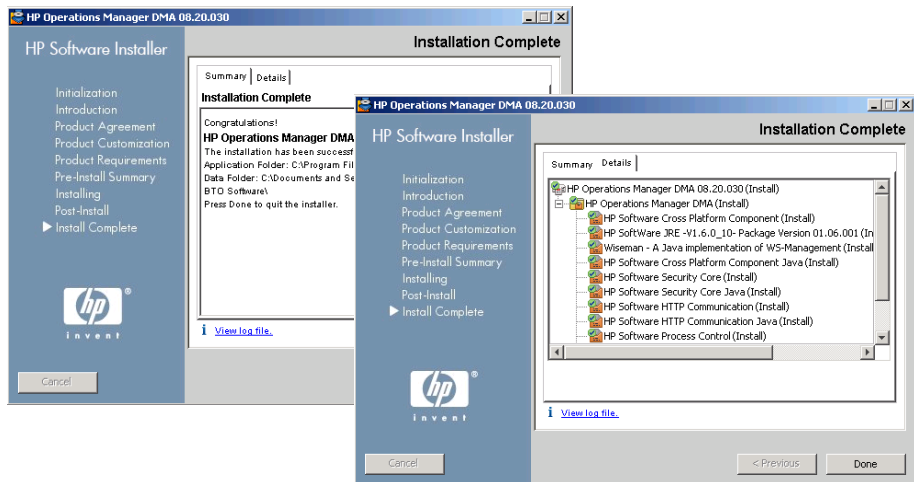 HP Operations Manager DMA 08.20.030
HP Software Installer
Installation Complete
Initialization
Introduction
Product Agreement
Product Customization
Product Requirements
Pre-Install Summary
Installing
Post-Install
Install Complete
hp
®
invent
Cancel
Summary
Details
Installation Complete
Congratulations!
HP Operations Manager DMA
The installation has been successf
Application Folder: C:\Program Fil
Data Folder: C:\Documents and Se
BTO Software\
Press Done to quit the installer.
i View log file.
HP Operations Manager DMA 08.20.030
HP Software Installer
Installation Complete
Initialization
Introduction
Product Agreement
Product Customization
Product Requirements
Pre-Install Summary
Installing
Post-Install
Install Complete
hp
®
invent
Cancel
Summary
Details
HP Operations Manager DMA 08.20.030 (Install)
HP Operations Manager DMA (Install)
HP Software Cross Platform Component (Install)
HP SoftWare JRE -V1.6.0_10- Package Version 01.06.001 (In
Wiseman - A Java implementation of WS-Management (Install
HP Software Cross Platform Component Java (Install)
HP Software Security Core (Install)
HP Software Security Core Java (Install)
HP Software HTTP Communication (Install)
HP Software HTTP Communication Java (Install)
HP Software Process Control (Install)
i View log file.
< Previous
Done